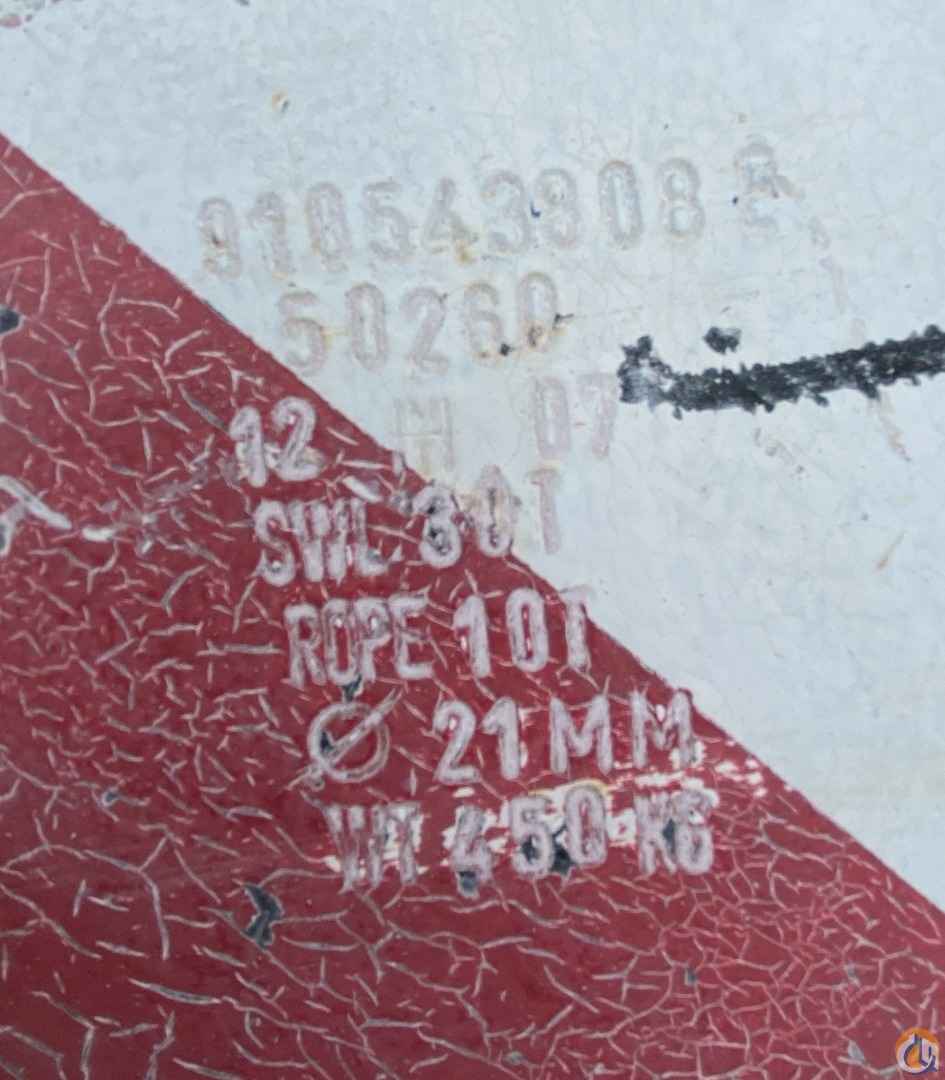 910543808
50260
12 H 07
SWL 30T
ROPE 10T
Ø 21MM
WT 450 KG